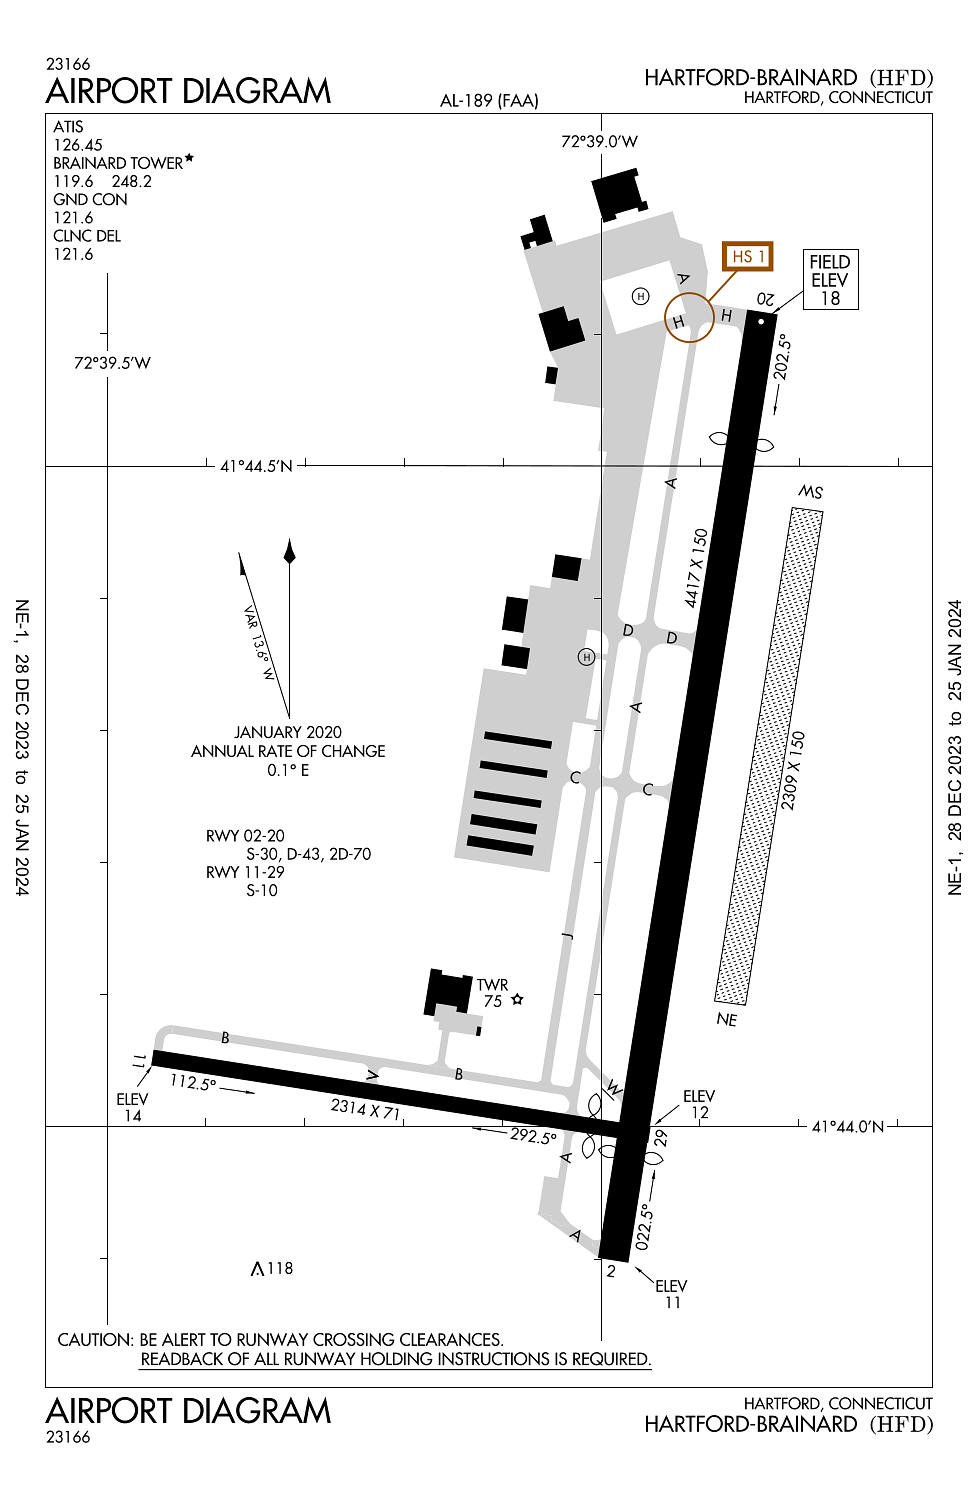 23166
AIRPORT DIAGRAM
AL-189 (FAA)
HARTFORD-BRAINARD (HFD)
HARTFORD, CONNECTICUT
ATIS
126.45
BRAINARD TOWER★
119.6 248.2
GND CON
121.6
CLNC DEL
121.6
72°39.0'W
72°39.5'W
HS 1
FIELD
ELEV
18
A
H
H
H
20
202.5°
41°44.5'N
A
SW
4417 X 150
VAR 13.6° W
D
D
H
A
JANUARY 2020
ANNUAL RATE OF CHANGE
0.1° E
C
C
2309 X 150
RWY 02-20
S-30, D-43, 2D-70
RWY 11-29
S-10
J
TWR
75
NE
B
B
V
W
11
112.5°
ELEV
14
2314 X 71
292.5°
ELEV
12
41°44.0'N
29
A
A
022.5°
2
ELEV
11
118
CAUTION: BE ALERT TO RUNWAY CROSSING CLEARANCES.
READBACK OF ALL RUNWAY HOLDING INSTRUCTIONS IS REQUIRED.
NE-1, 28 DEC 2023 to 25 JAN 2024
NE-1, 28 DEC 2023 to 25 JAN 2024
AIRPORT DIAGRAM
23166
HARTFORD, CONNECTICUT
HARTFORD-BRAINARD (HFD)